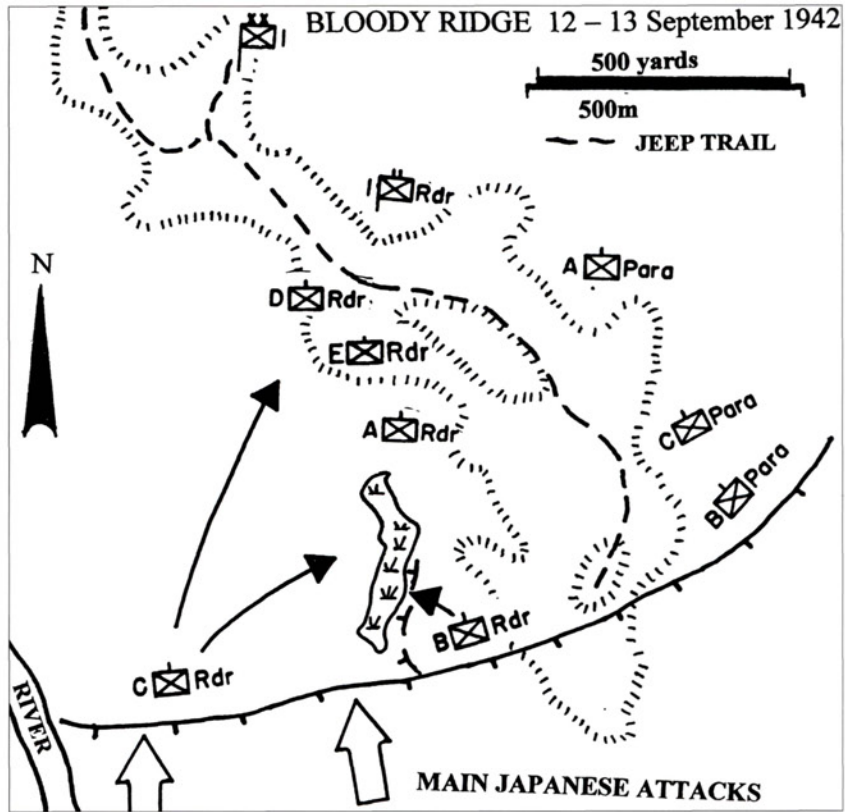 BLOODY RIDGE 12 – 13 September 1942
I
500 yards
500m
JEEP TRAIL
I Rdr
A Para
N
D Rdr
E Rdr
A Rdr
C Para
B Para
B Rdr
C Rdr
RIVER
MAIN JAPANESE ATTACKS